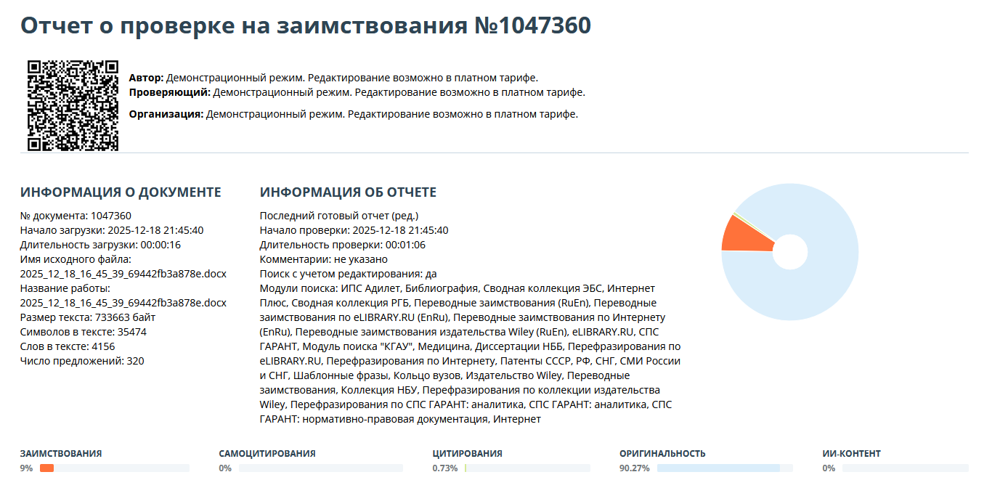 Отчет о проверке на заимствования №1047360
Автор: Демонстрационный режим. Редактирование возможно в платном тарифе.
Проверяющий: Демонстрационный режим. Редактирование возможно в платном тарифе.
Организация: Демонстрационный режим. Редактирование возможно в платном тарифе.
ИНФОРМАЦИЯ О ДОКУМЕНТЕ
№ документа: 1047360
Начало загрузки: 2025-12-18 21:45:40
Длительность загрузки: 00:00:16
Имя исходного файла:
2025_12_18_16_45_39_69442fb3a878e.docx
Название работы:
2025_12_18_16_45_39_69442fb3a878e.docx
Размер текста: 733663 байт
Символов в тексте: 35474
Слов в тексте: 4156
Число предложений: 320
ИНФОРМАЦИЯ ОБ ОТЧЕТЕ
Последний готовый отчет (ред.)
Начало проверки: 2025-12-18 21:45:40
Длительность проверки: 00:01:06
Комментарии: не указано
Поиск с учетом редактирования: да
Модули поиска: ИПС Адилет, Библиография, Сводная коллекция ЭБС, Интернет
Плюс, Сводная коллекция РГБ, Переводные заимствования (RuEn), Переводные
заимствования по eLIBRARY.RU (EnRu), Переводные заимствования по Интернету
(EnRu), Переводные заимствования издательства Wiley (RuEn), eLIBRARY.RU, СПС
ГАРАНТ, Модуль поиска "КГАУ", Медицина, Диссертации НББ, Перефразирования по
eLIBRARY.RU, Перефразирования по Интернету, Патенты СССР, РФ, СНГ, СМИ России
и СНГ, Шаблонные фразы, Кольцо вузов, Издательство Wiley, Переводные
заимствования, Коллекция НБУ, Перефразирования по коллекции издательства
Wiley, Перефразирования по СПС ГАРАНТ: аналитика, СПС ГАРАНТ: аналитика, СПС
ГАРАНТ: нормативно-правовая документация, Интернет
ЗАИМСТВОВАНИЯ
9%
САМОЦИТИРОВАНИЯ
0%
ЦИТИРОВАНИЯ
0.73%
ОРИГИНАЛЬНОСТЬ
90.27%
ИИ-КОНТЕНТ
0%